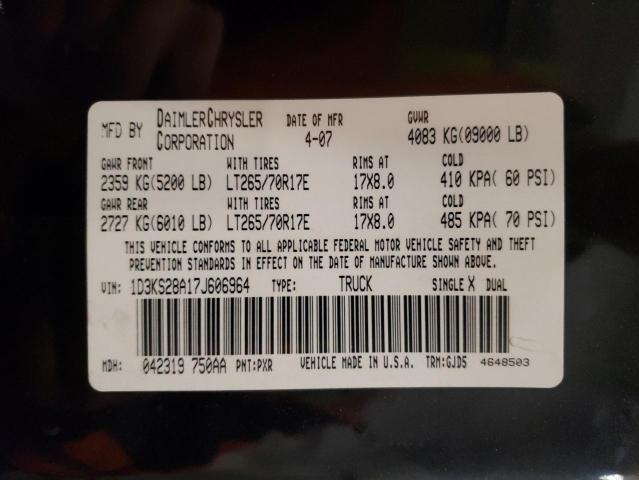 MFD BY DAIMLERCHRYSLER CORPORATION DATE OF MFR 4-07 GVWR 4083 KG(09000 LB)
GAWR FRONT WITH TIRES RIMS AT COLD
2359 KG(5200 LB) LT265/70R17E 17X8.0 410 KPA( 60 PSI)
GAWR REAR WITH TIRES RIMS AT COLD
2727 KG(6010 LB) LT265/70R17E 17X8.0 485 KPA( 70 PSI)
THIS VEHICLE CONFORMS TO ALL APPLICABLE FEDERAL MOTOR VEHICLE SAFETY AND THEFT
PREVENTION STANDARDS IN EFFECT ON THE DATE OF MANUFACTURE SHOWN ABOVE.
VIN: 1D3KS28A17J606964 TYPE: TRUCK SINGLE X DUAL
MDH: 042319 750AA PNT:PXR VEHICLE MADE IN U.S.A. TRM:GJD5 4648503